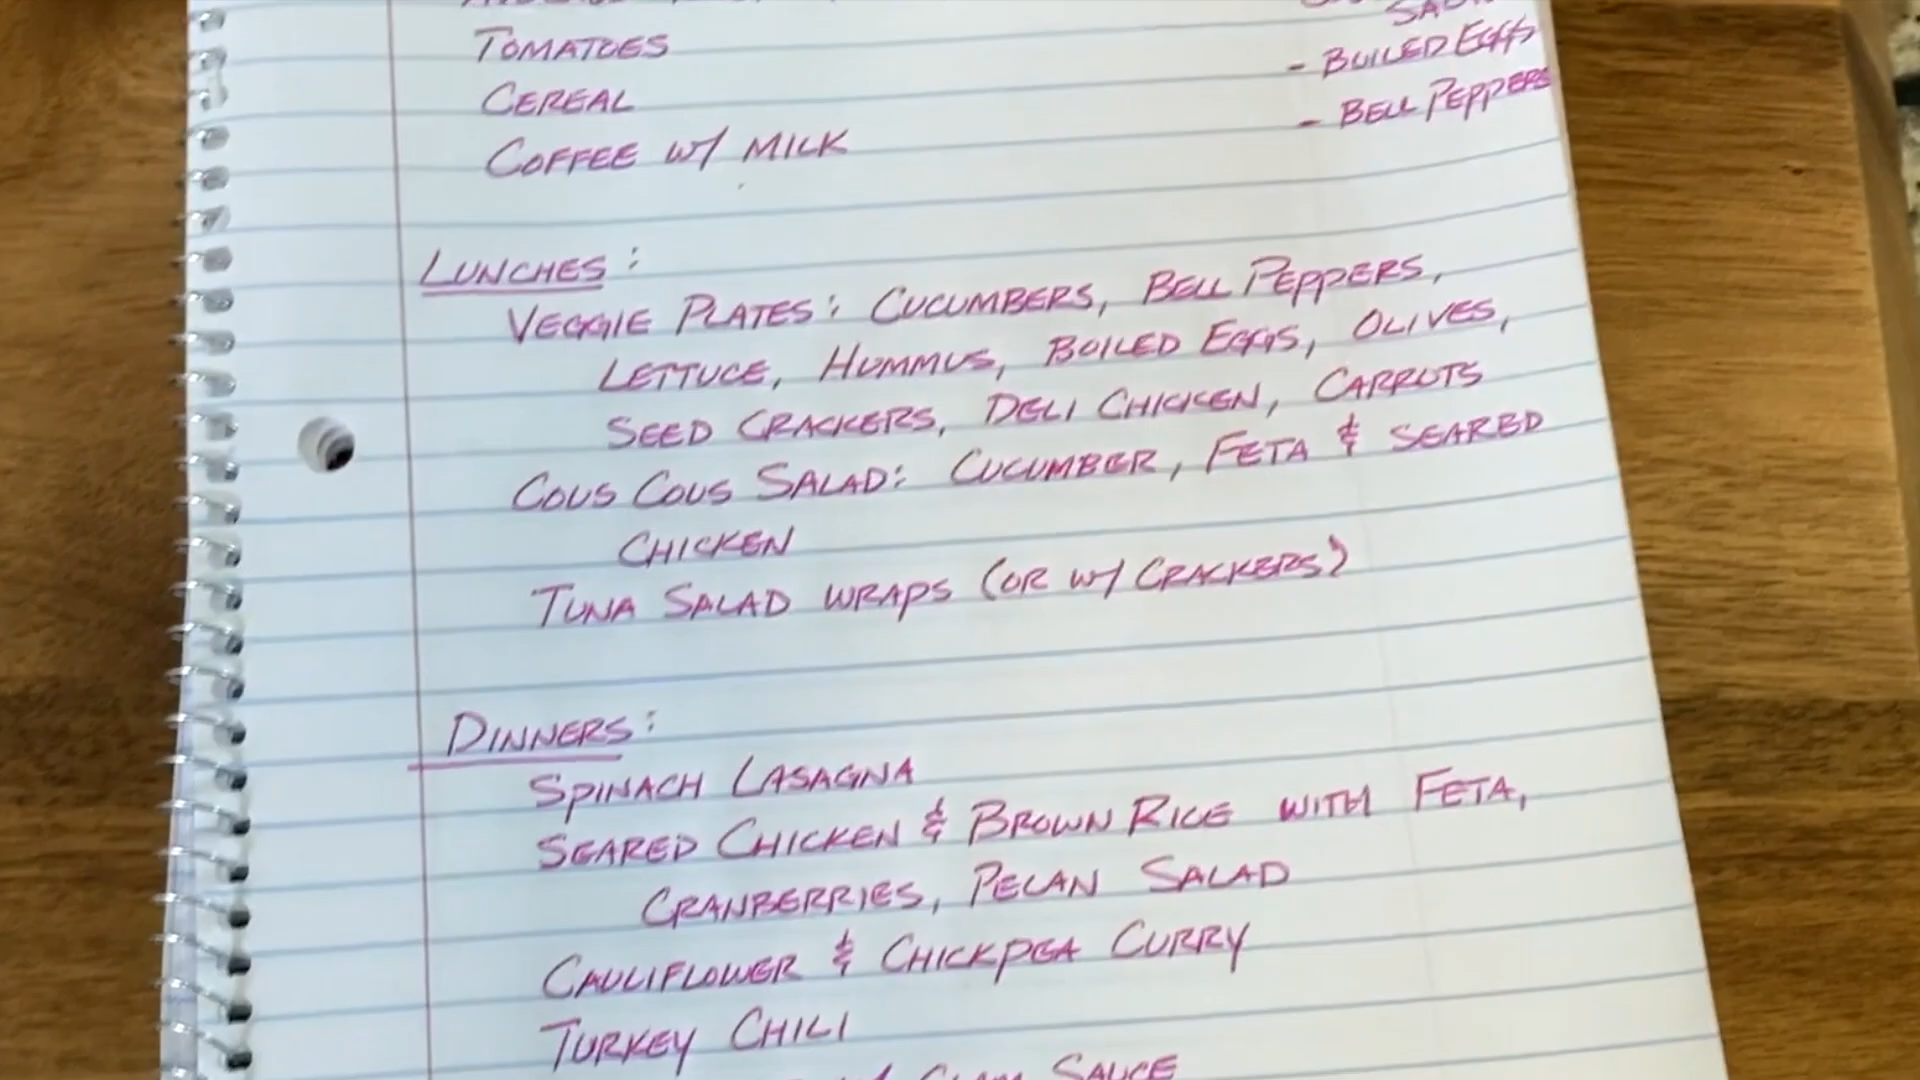 TOMATOES
CEREAL
COFFEE W/ MILK
- BOILED EGGS
- BELL PEPPERS
LUNCHES:
VEGGIE PLATES: CUCUMBERS, BELL PEPPERS,
LETTUCE, HUMMUS, BOILED EGGS, OLIVES,
SEED CRACKERS, DELI CHICKEN, CARROTS
COUS COUS SALAD: CUCUMBER, FETA & SEARED
CHICKEN
TUNA SALAD WRAPS (OR W/ CRACKERS)
DINNERS:
SPINACH LASAGNA
SEARED CHICKEN & BROWN RICE WITH FETA,
CRANBERRIES, PECAN SALAD
CAULIFLOWER & CHICKPEA CURRY
TURKEY CHILI
CLAM SAUCE